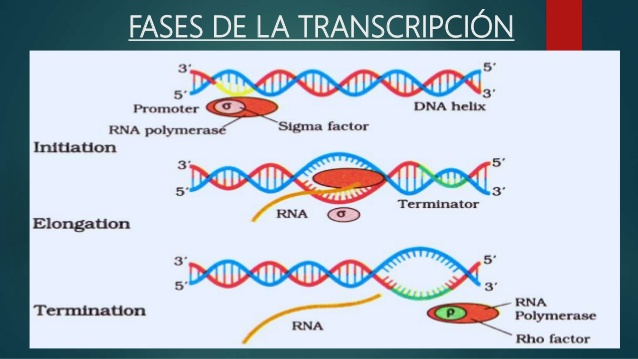 FASES DE LA TRANSCRIPCIÓN
3' 5'
5' 3'
Promoter σ DNA helix
RNA polymerase Sigma factor
Initiation
3' 5'
5' 3'
RNA σ Terminator
Elongation
3' 5'
5' 3'
Termination
RNA
ρ RNA
Polymerase
Rho factor